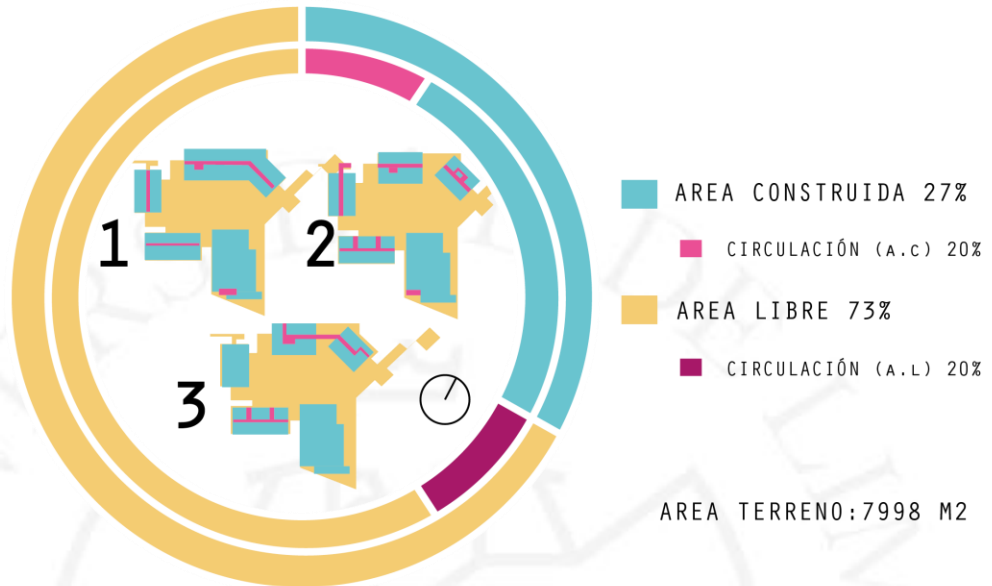 1
2
3
AREA CONSTRUIDA 27%
CIRCULACIÓN (A.C) 20%
AREA LIBRE 73%
CIRCULACIÓN (A.L) 20%
AREA TERRENO:7998 M2